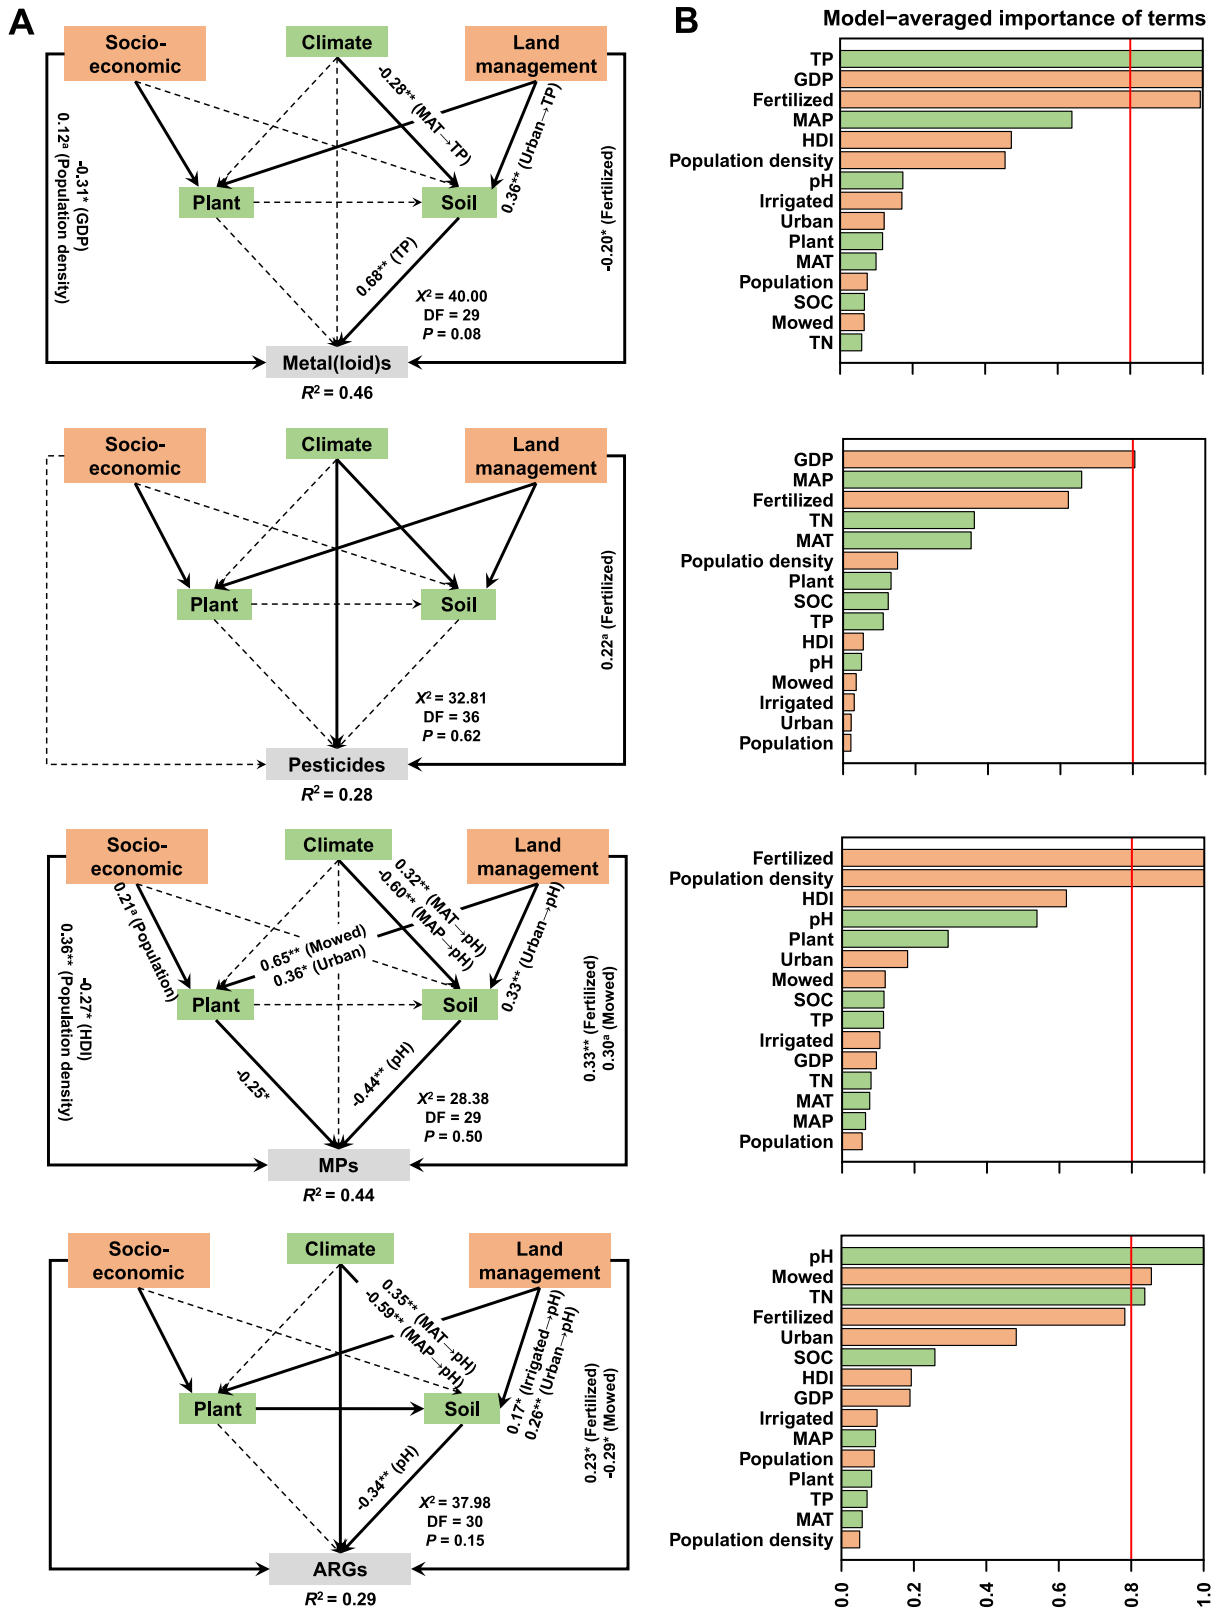 A
Socio-
economic
Climate
Land
management
-0.28** (MAT→TP)
0.36** (Urban→TP)
0.12ᵃ (Population density)
-0.31* (GDP)
-0.20* (Fertilized)
Plant
Soil
0.68** (TP)
X² = 40.00
DF = 29
P = 0.08
Metal(loid)s
R² = 0.46
Socio-
economic
Climate
Land
management
0.22ᵃ (Fertilized)
Plant
Soil
X² = 32.81
DF = 36
P = 0.62
Pesticides
R² = 0.28
Socio-
economic
Climate
Land
management
0.21ᵃ (Population)
0.32** (MAT→pH)
-0.60** (MAP→pH)
0.33** (Urban→pH)
0.65** (Mowed)
0.36* (Urban)
0.36** (Population density)
-0.27* (HDI)
0.33** (Fertilized)
0.30ᵃ (Mowed)
Plant
Soil
-0.25*
-0.44** (pH)
X² = 28.38
DF = 29
P = 0.50
MPs
R² = 0.44
Socio-
economic
Climate
Land
management
0.35** (MAT→pH)
-0.59** (MAP→pH)
0.17* (Irrigated→pH)
0.26** (Urban→pH)
0.23* (Fertilized)
-0.29* (Mowed)
Plant
Soil
-0.34** (pH)
X² = 37.98
DF = 30
P = 0.15
ARGs
R² = 0.29
B
Model−averaged importance of terms
TP
GDP
Fertilized
MAP
HDI
Population density
pH
Irrigated
Urban
Plant
MAT
Population
SOC
Mowed
TN
GDP
MAP
Fertilized
TN
MAT
Populatio density
Plant
SOC
TP
HDI
pH
Mowed
Irrigated
Urban
Population
Fertilized
Population density
HDI
pH
Plant
Urban
Mowed
SOC
TP
Irrigated
GDP
TN
MAT
MAP
Population
pH
Mowed
TN
Fertilized
Urban
SOC
HDI
GDP
Irrigated
MAP
Population
Plant
TP
MAT
Population density
0.0 0.2 0.4 0.6 0.8 1.0